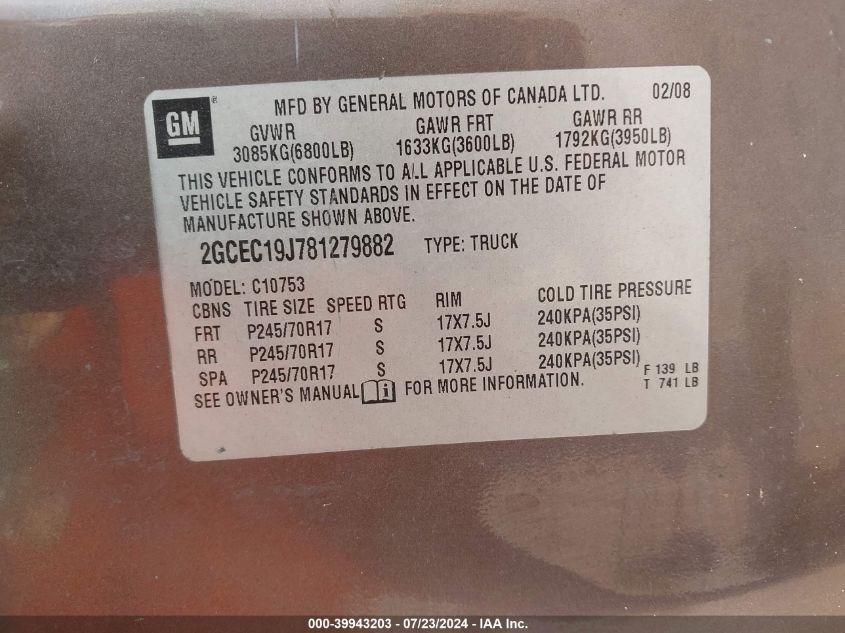 GM
MFD BY GENERAL MOTORS OF CANADA LTD. 02/08
GVWR GAWR FRT GAWR RR
3085KG(6800LB) 1633KG(3600LB) 1792KG(3950LB)
THIS VEHICLE CONFORMS TO ALL APPLICABLE U.S. FEDERAL MOTOR
VEHICLE SAFETY STANDARDS IN EFFECT ON THE DATE OF
MANUFACTURE SHOWN ABOVE.
2GCEC19J781279882 TYPE: TRUCK
MODEL: C10753
CBNS TIRE SIZE SPEED RTG RIM COLD TIRE PRESSURE
FRT P245/70R17 S 17X7.5J 240KPA(35PSI)
RR P245/70R17 S 17X7.5J 240KPA(35PSI)
SPA P245/70R17 S 17X7.5J 240KPA(35PSI) F 139 LB
SEE OWNER'S MANUAL i FOR MORE INFORMATION. T 741 LB
000-39943203 - 07/23/2024 - IAA Inc.